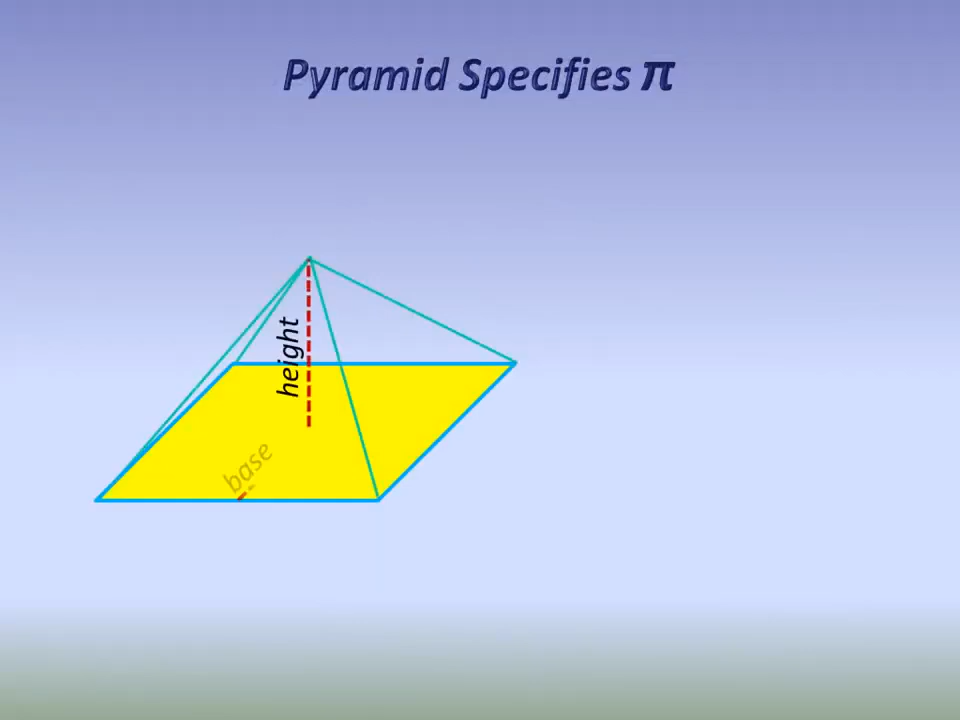 Pyramid Specifies π
height
base